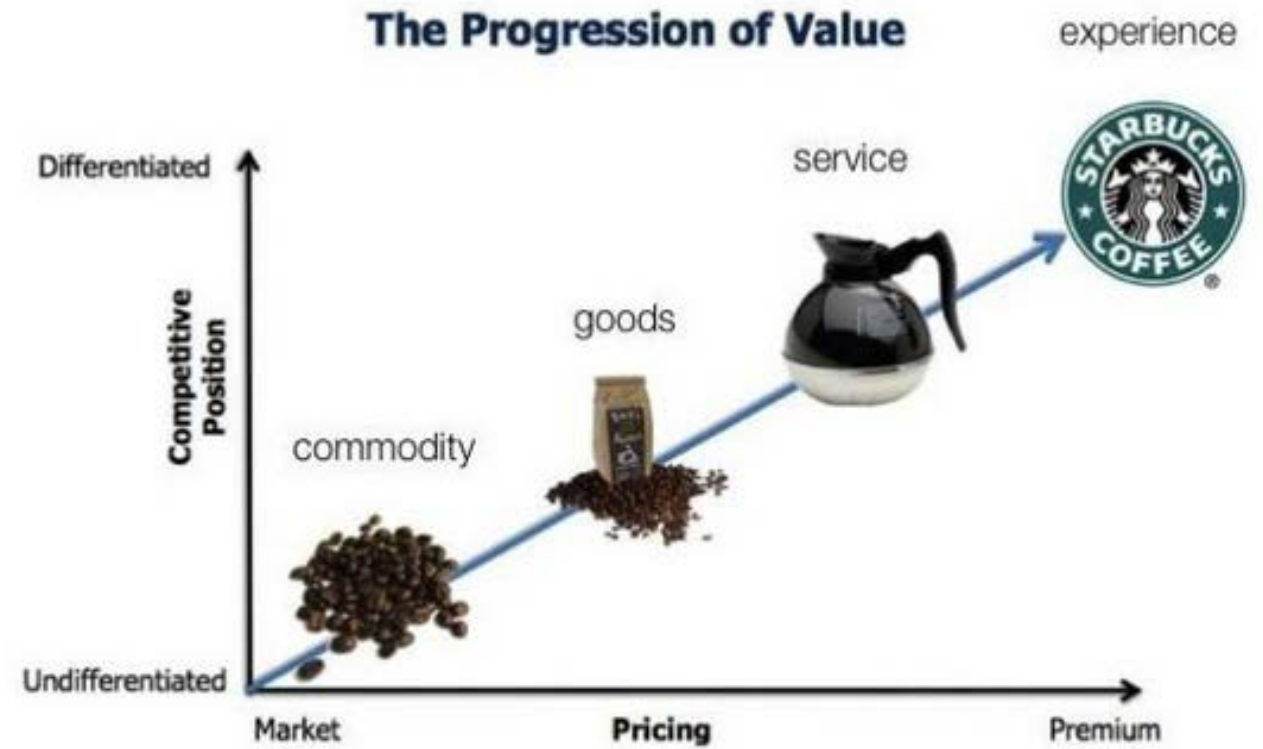 The Progression of Value
experience
STARBUCKS
COFFEE
®
service
Differentiated
goods
Competitive
Position
commodity
Undifferentiated
Market
Pricing
Premium